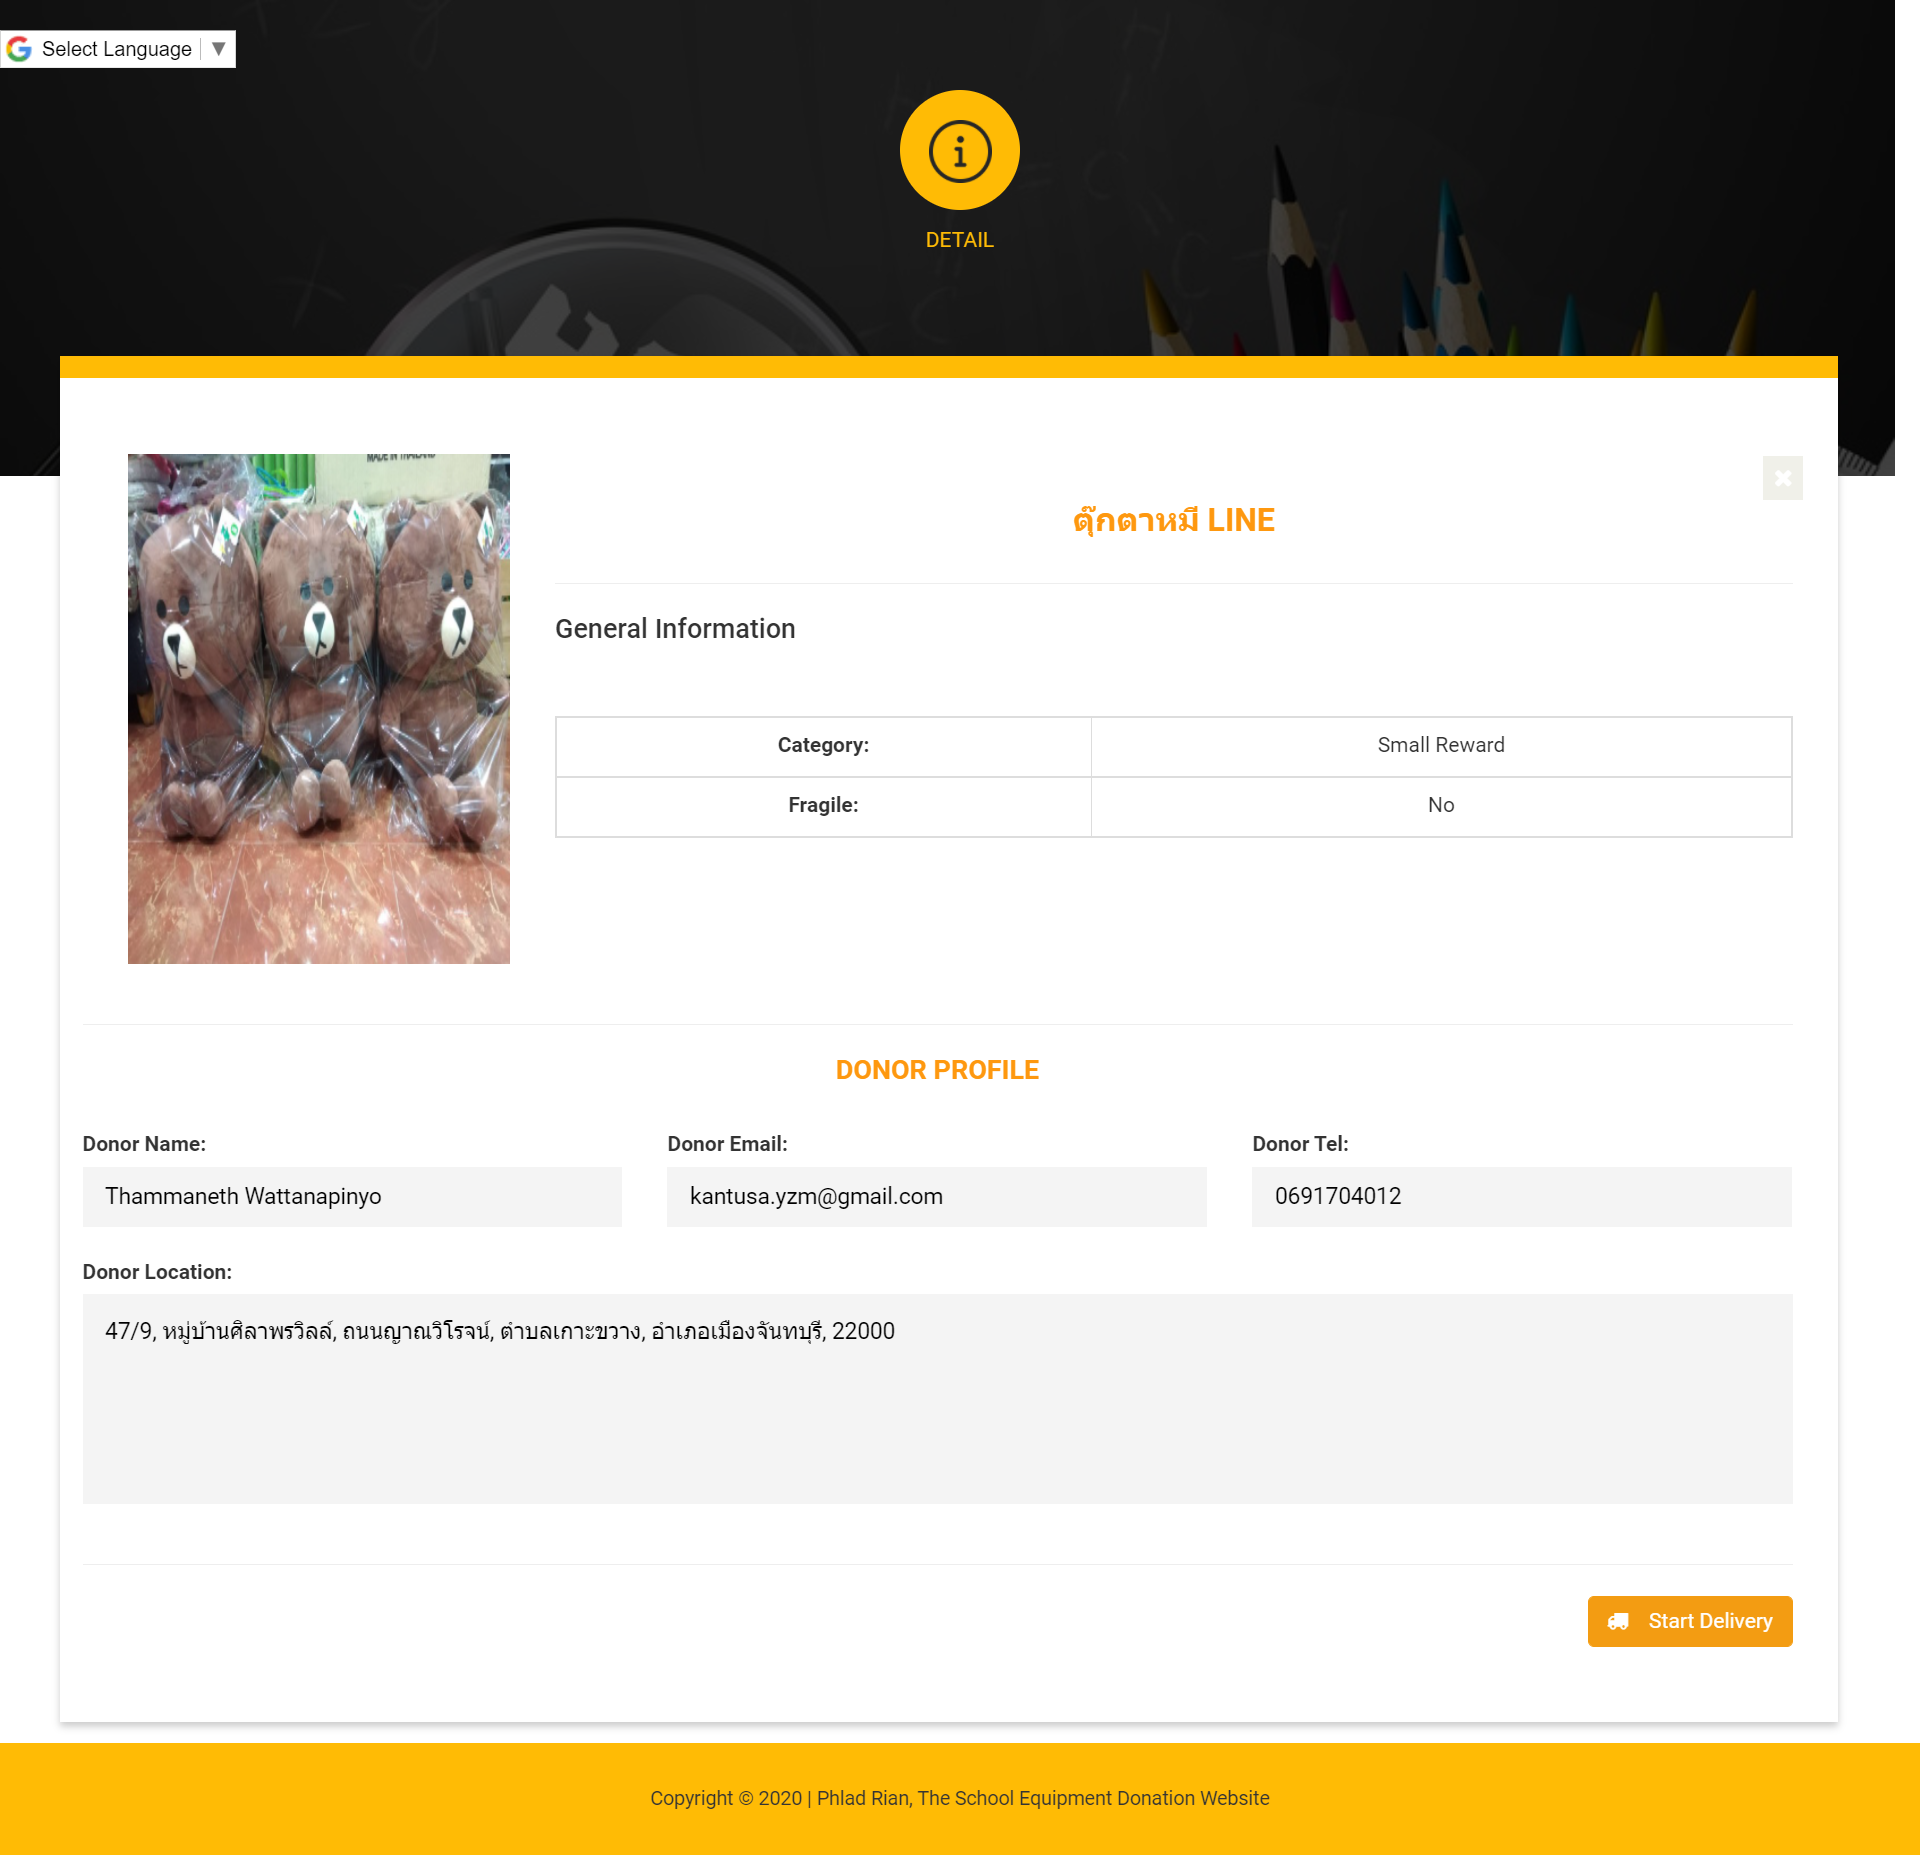 Select Language ▼
DETAIL
MADE IN THAILAND
ตุ๊กตาหมี LINE
General Information
Category: Small Reward
Fragile: No
DONOR PROFILE
Donor Name: Donor Email: Donor Tel:
Thammaneth Wattanapinyo kantusa.yzm@gmail.com 0691704012
Donor Location:
47/9, หมู่บ้านศิลาพรวิลล์, ถนนญาณวิโรจน์, ตำบลเกาะขวาง, อำเภอเมืองจันทบุรี, 22000
Start Delivery
Copyright © 2020 | Phlad Rian, The School Equipment Donation Website